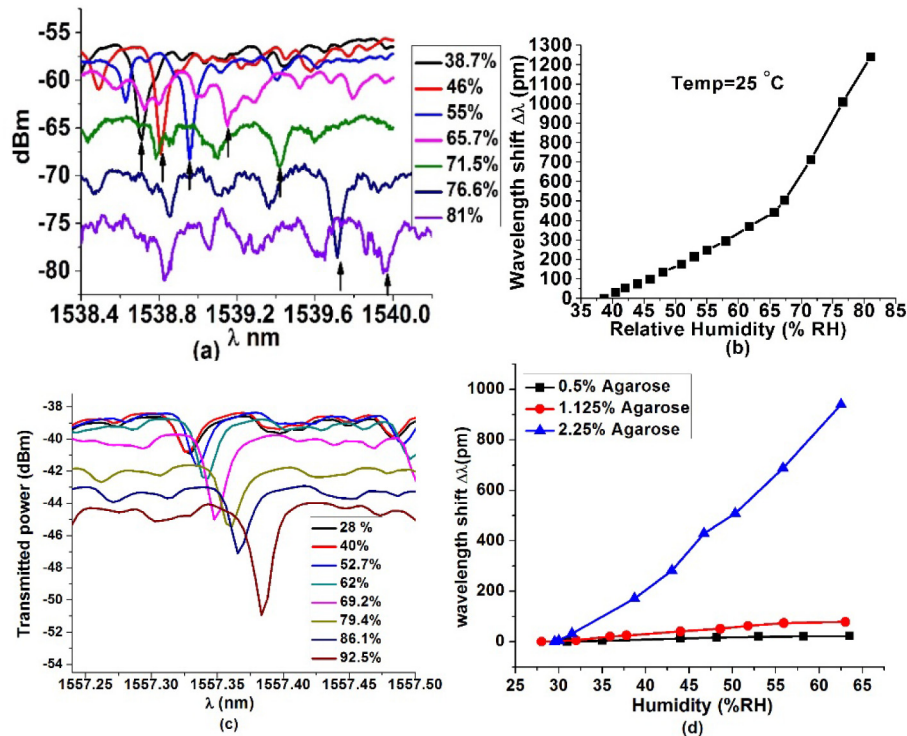 -55
-60
-65
-70
-75
-80
dBm
38.7%
46%
55%
65.7%
71.5%
76.6%
81%
1538.4 1538.8 1539.2 1539.6 1540.0
λ nm
(a)
1300
1200
1100
1000
900
800
700
600
500
400
300
200
100
0
Wavelength shift Δλ (pm)
Temp=25 °C
35 40 45 50 55 60 65 70 75 80 85
Relative Humidity (% RH)
(b)
-38
-40
-42
-44
-46
-48
-50
-52
-54
Transmitted power (dBm)
28 %
40%
52.7%
62%
69.2%
79.4%
86.1%
92.5%
1557.25 1557.30 1557.35 1557.40 1557.45 1557.50
λ (nm)
(c)
1000
800
600
400
200
0
wavelength shift Δλ(pm)
0.5% Agarose
1.125% Agarose
2.25% Agarose
25 30 35 40 45 50 55 60 65
Humidity (%RH)
(d)